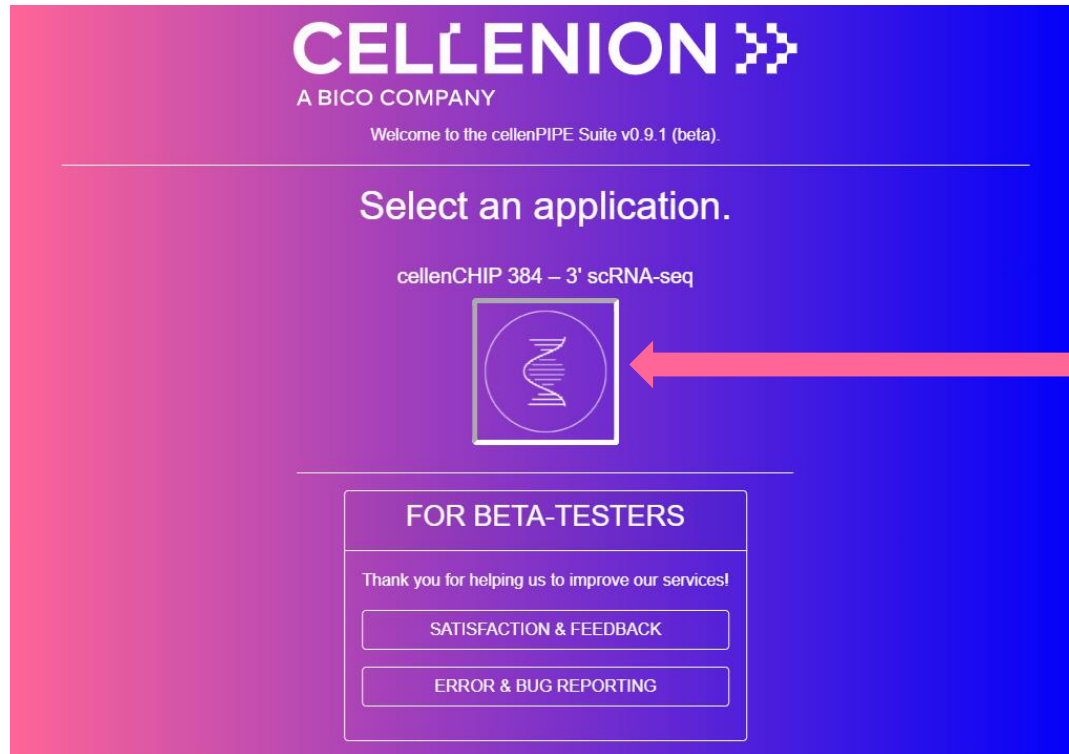 CELLENION
A BICO COMPANY
Welcome to the cellenPIPE Suite v0.9.1 (beta).
Select an application.
cellenCHIP 384 – 3' scRNA-seq
FOR BETA-TESTERS
Thank you for helping us to improve our services!
SATISFACTION & FEEDBACK
ERROR & BUG REPORTING